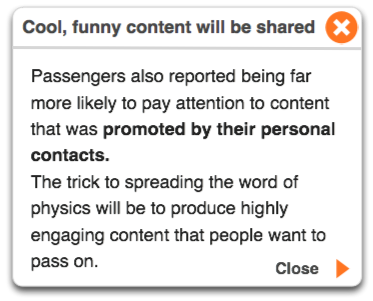 Cool, funny content will be shared
Passengers also reported being far
more likely to pay attention to content
that was promoted by their personal
contacts.
The trick to spreading the word of
physics will be to produce highly
engaging content that people want to
pass on.
Close